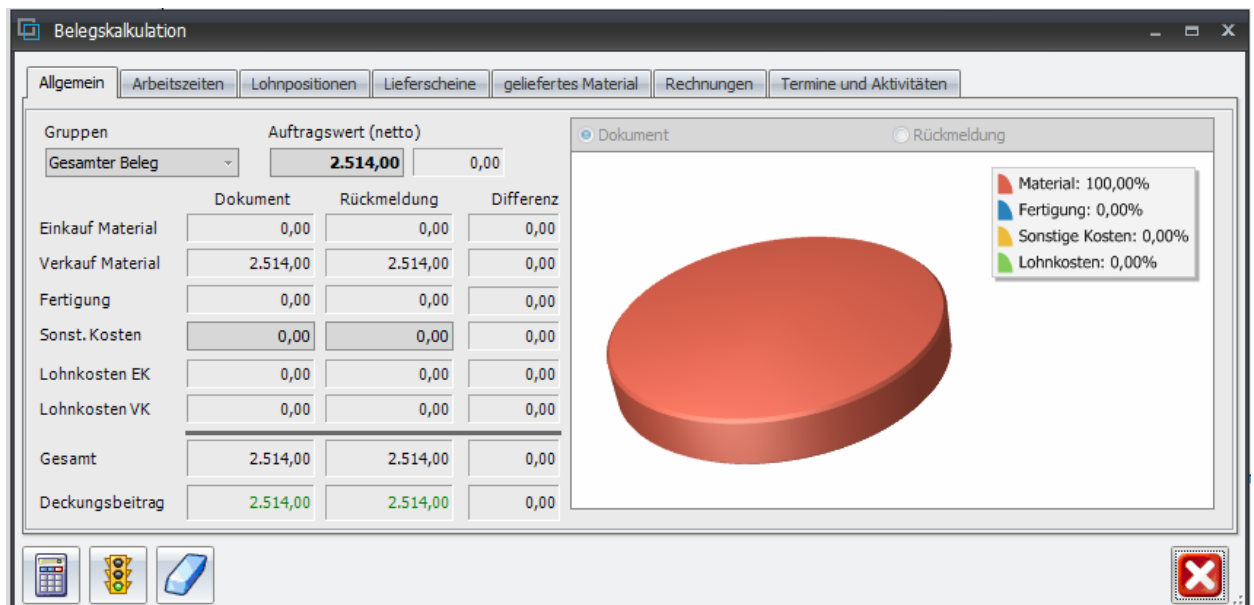 Belegskalkulation
Allgemein Arbeitszeiten Lohnpositionen Lieferscheine geliefertes Material Rechnungen Termine und Aktivitäten
Gruppen Auftragswert (netto)
Gesamter Beleg 2.514,00 0,00
Dokument Rückmeldung Differenz
Einkauf Material 0,00 0,00 0,00
Verkauf Material 2.514,00 2.514,00 0,00
Fertigung 0,00 0,00 0,00
Sonst. Kosten 0,00 0,00 0,00
Lohnkosten EK 0,00 0,00 0,00
Lohnkosten VK 0,00 0,00 0,00
Gesamt 2.514,00 2.514,00 0,00
Deckungsbeitrag 2.514,00 2.514,00 0,00
Dokument Rückmeldung
Material: 100,00%
Fertigung: 0,00%
Sonstige Kosten: 0,00%
Lohnkosten: 0,00%